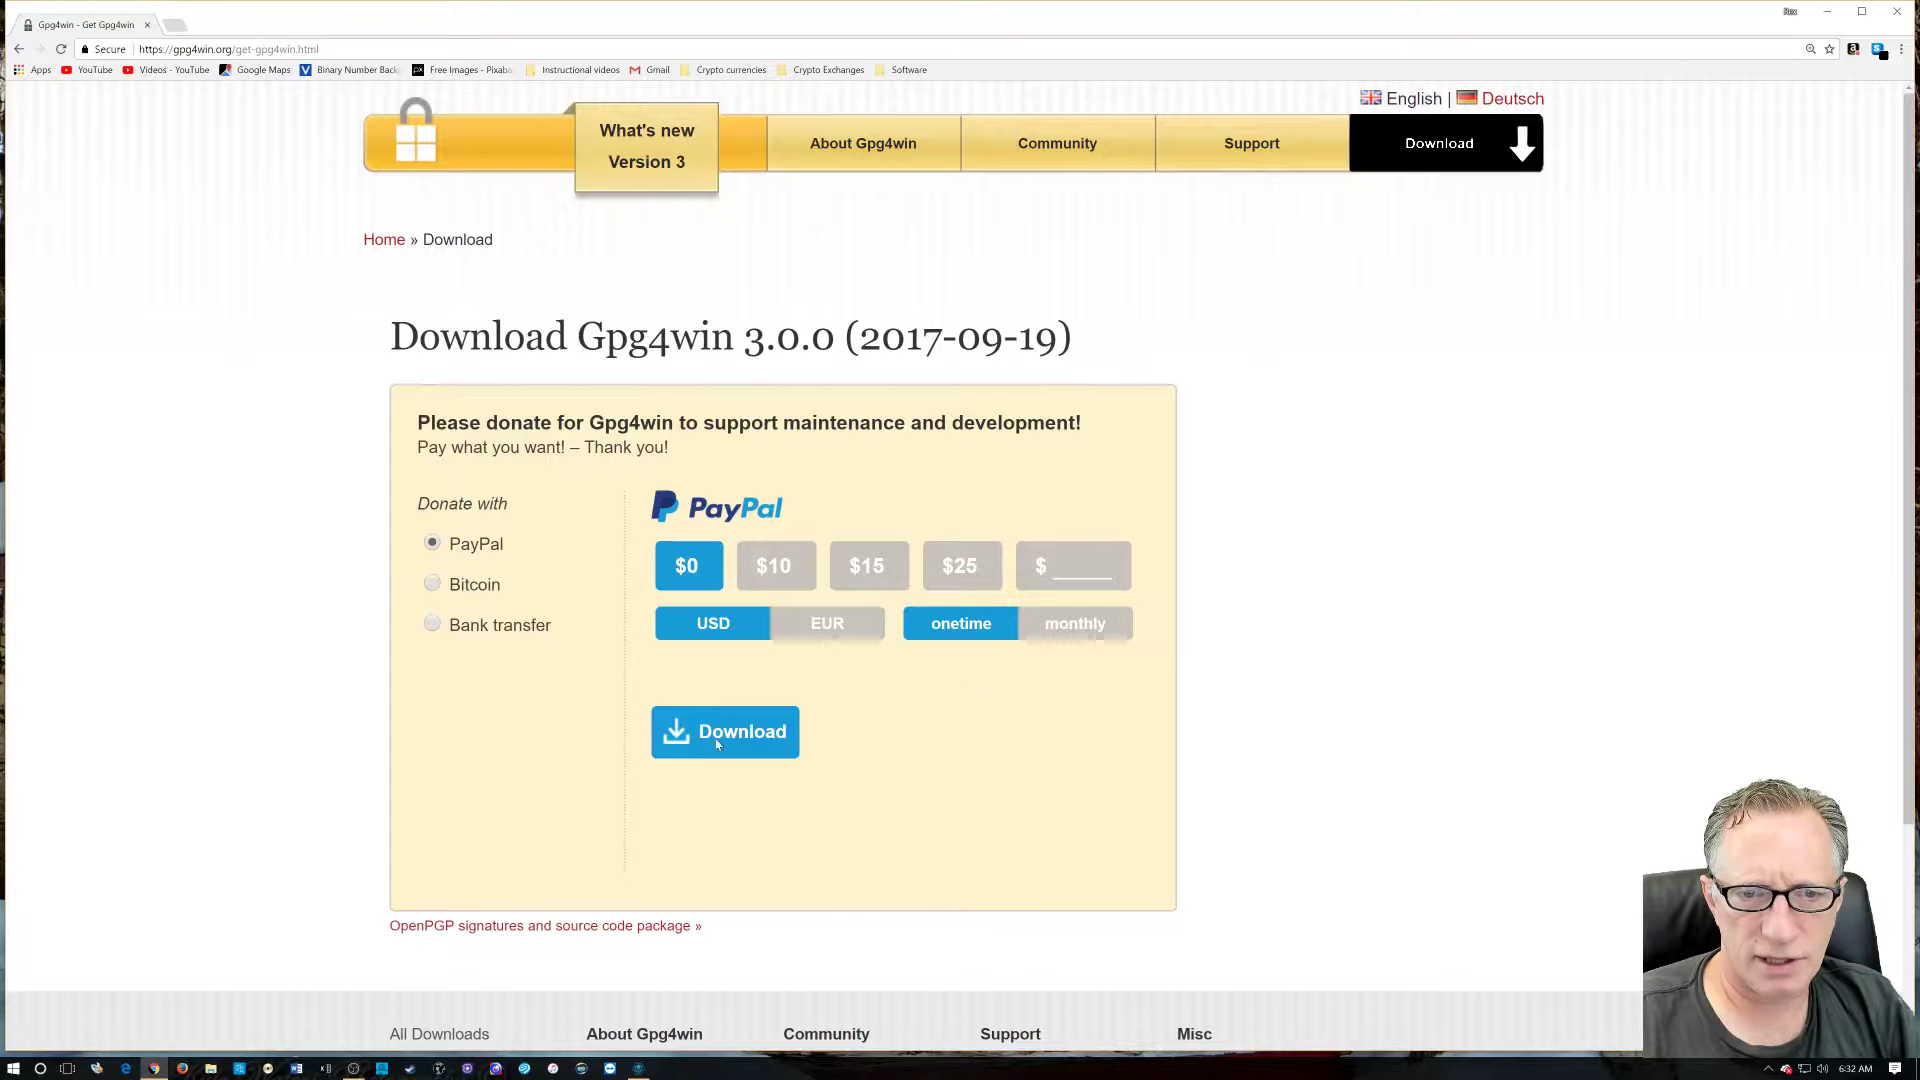 Gpg4win - Get Gpg4win
Rex
Secure
https://gpg4win.org/get-gpg4win.html
Apps
YouTube
Videos - YouTube
Google Maps
Binary Number Back
Free Images - Pixaba
Instructional videos
Gmail
Crypto currencies
Crypto Exchanges
Software
English | Deutsch
What's new
Version 3
About Gpg4win
Community
Support
Download
Home » Download
Download Gpg4win 3.0.0 (2017-09-19)
Please donate for Gpg4win to support maintenance and development!
Pay what you want! – Thank you!
Donate with
PayPal
Bitcoin
Bank transfer
PayPal
$0
$10
$15
$25
$ ______
USD
EUR
onetime
monthly
Download
OpenPGP signatures and source code package »
All Downloads
About Gpg4win
Community
Support
Misc
6:32 AM